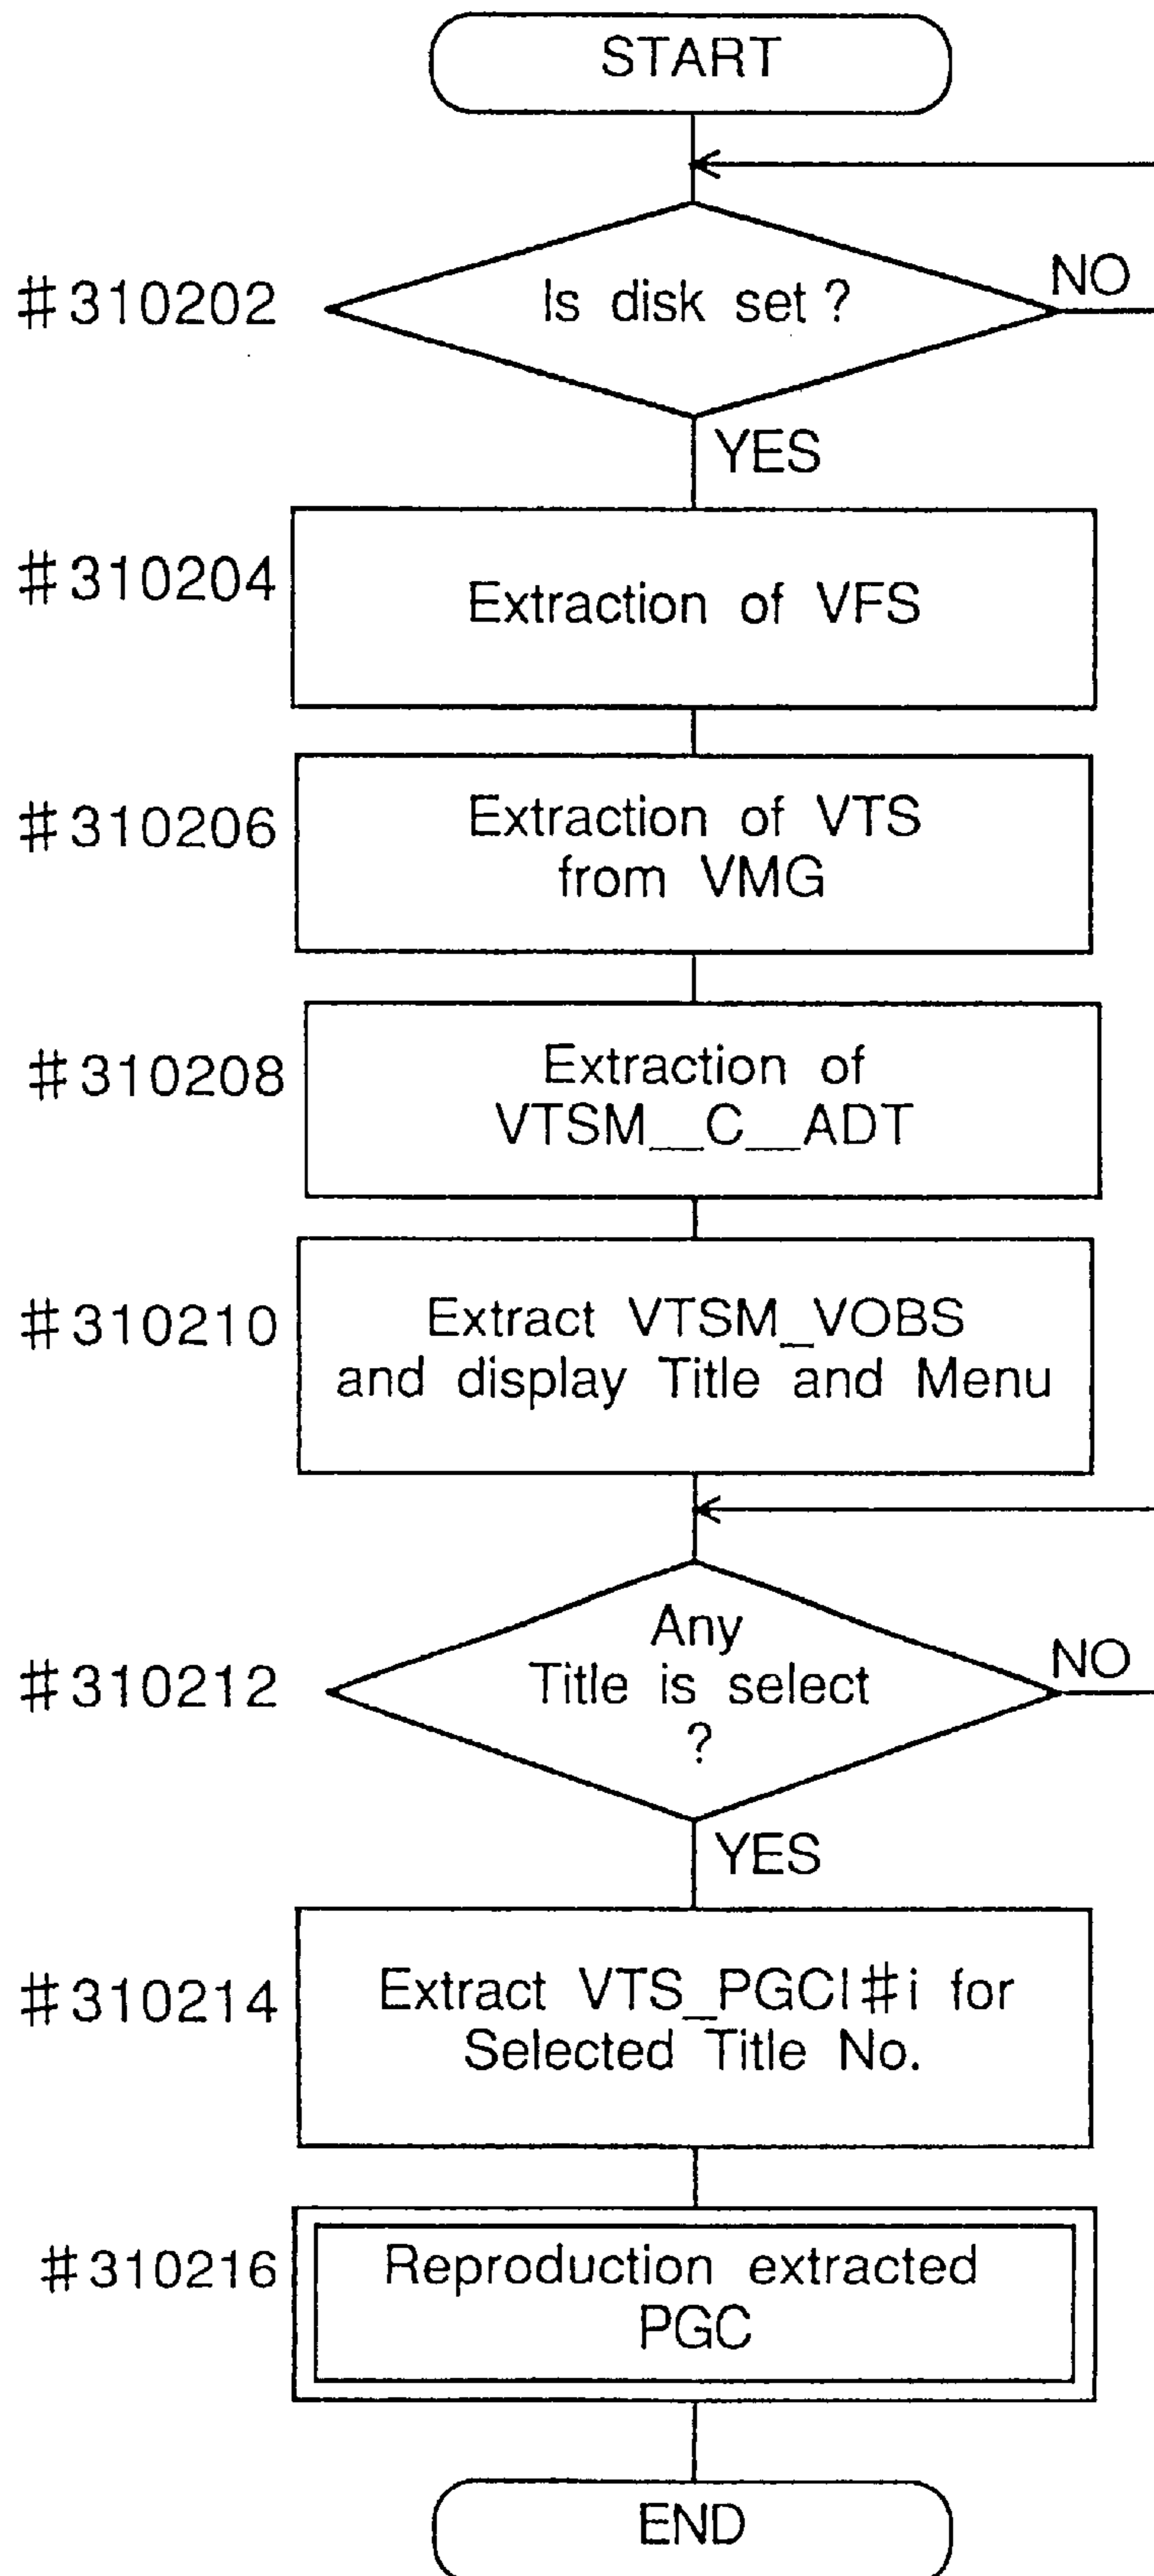 START
#310202
Is disk set ?
NO
YES
#310204
Extraction of VFS
#310206
Extraction of VTS
from VMG
#310208
Extraction of
VTSM__C__ADT
#310210
Extract VTSM_VOBS
and display Title and Menu
#310212
Any
Title is select
?
NO
YES
#310214
Extract VTS_PGCI#i for
Selected Title No.
#310216
Reproduction extracted
PGC
END